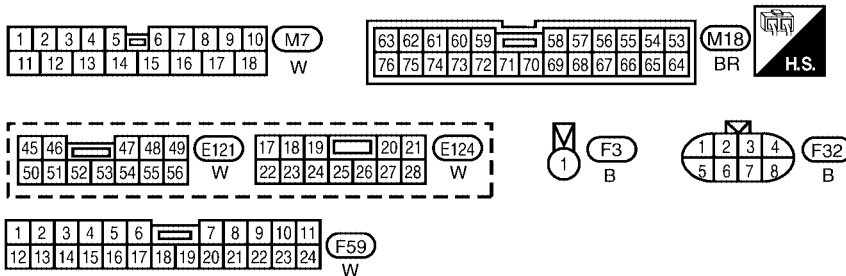 1 2 3 4 5 6 7 8 9 10 M7
11 12 13 14 15 16 17 18 W
63 62 61 60 59 58 57 56 55 54 53 M18
76 75 74 73 72 71 70 69 68 67 66 65 64 BR
H.S.
45 46 47 48 49 E121
50 51 52 53 54 55 56 W
17 18 19 20 21 E124
22 23 24 25 26 27 28 W
1 F3
B
1 2 3 4 F32
5 6 7 8 B
1 2 3 4 5 6 7 8 9 10 11 F59
12 13 14 15 16 17 18 19 20 21 22 23 24 W